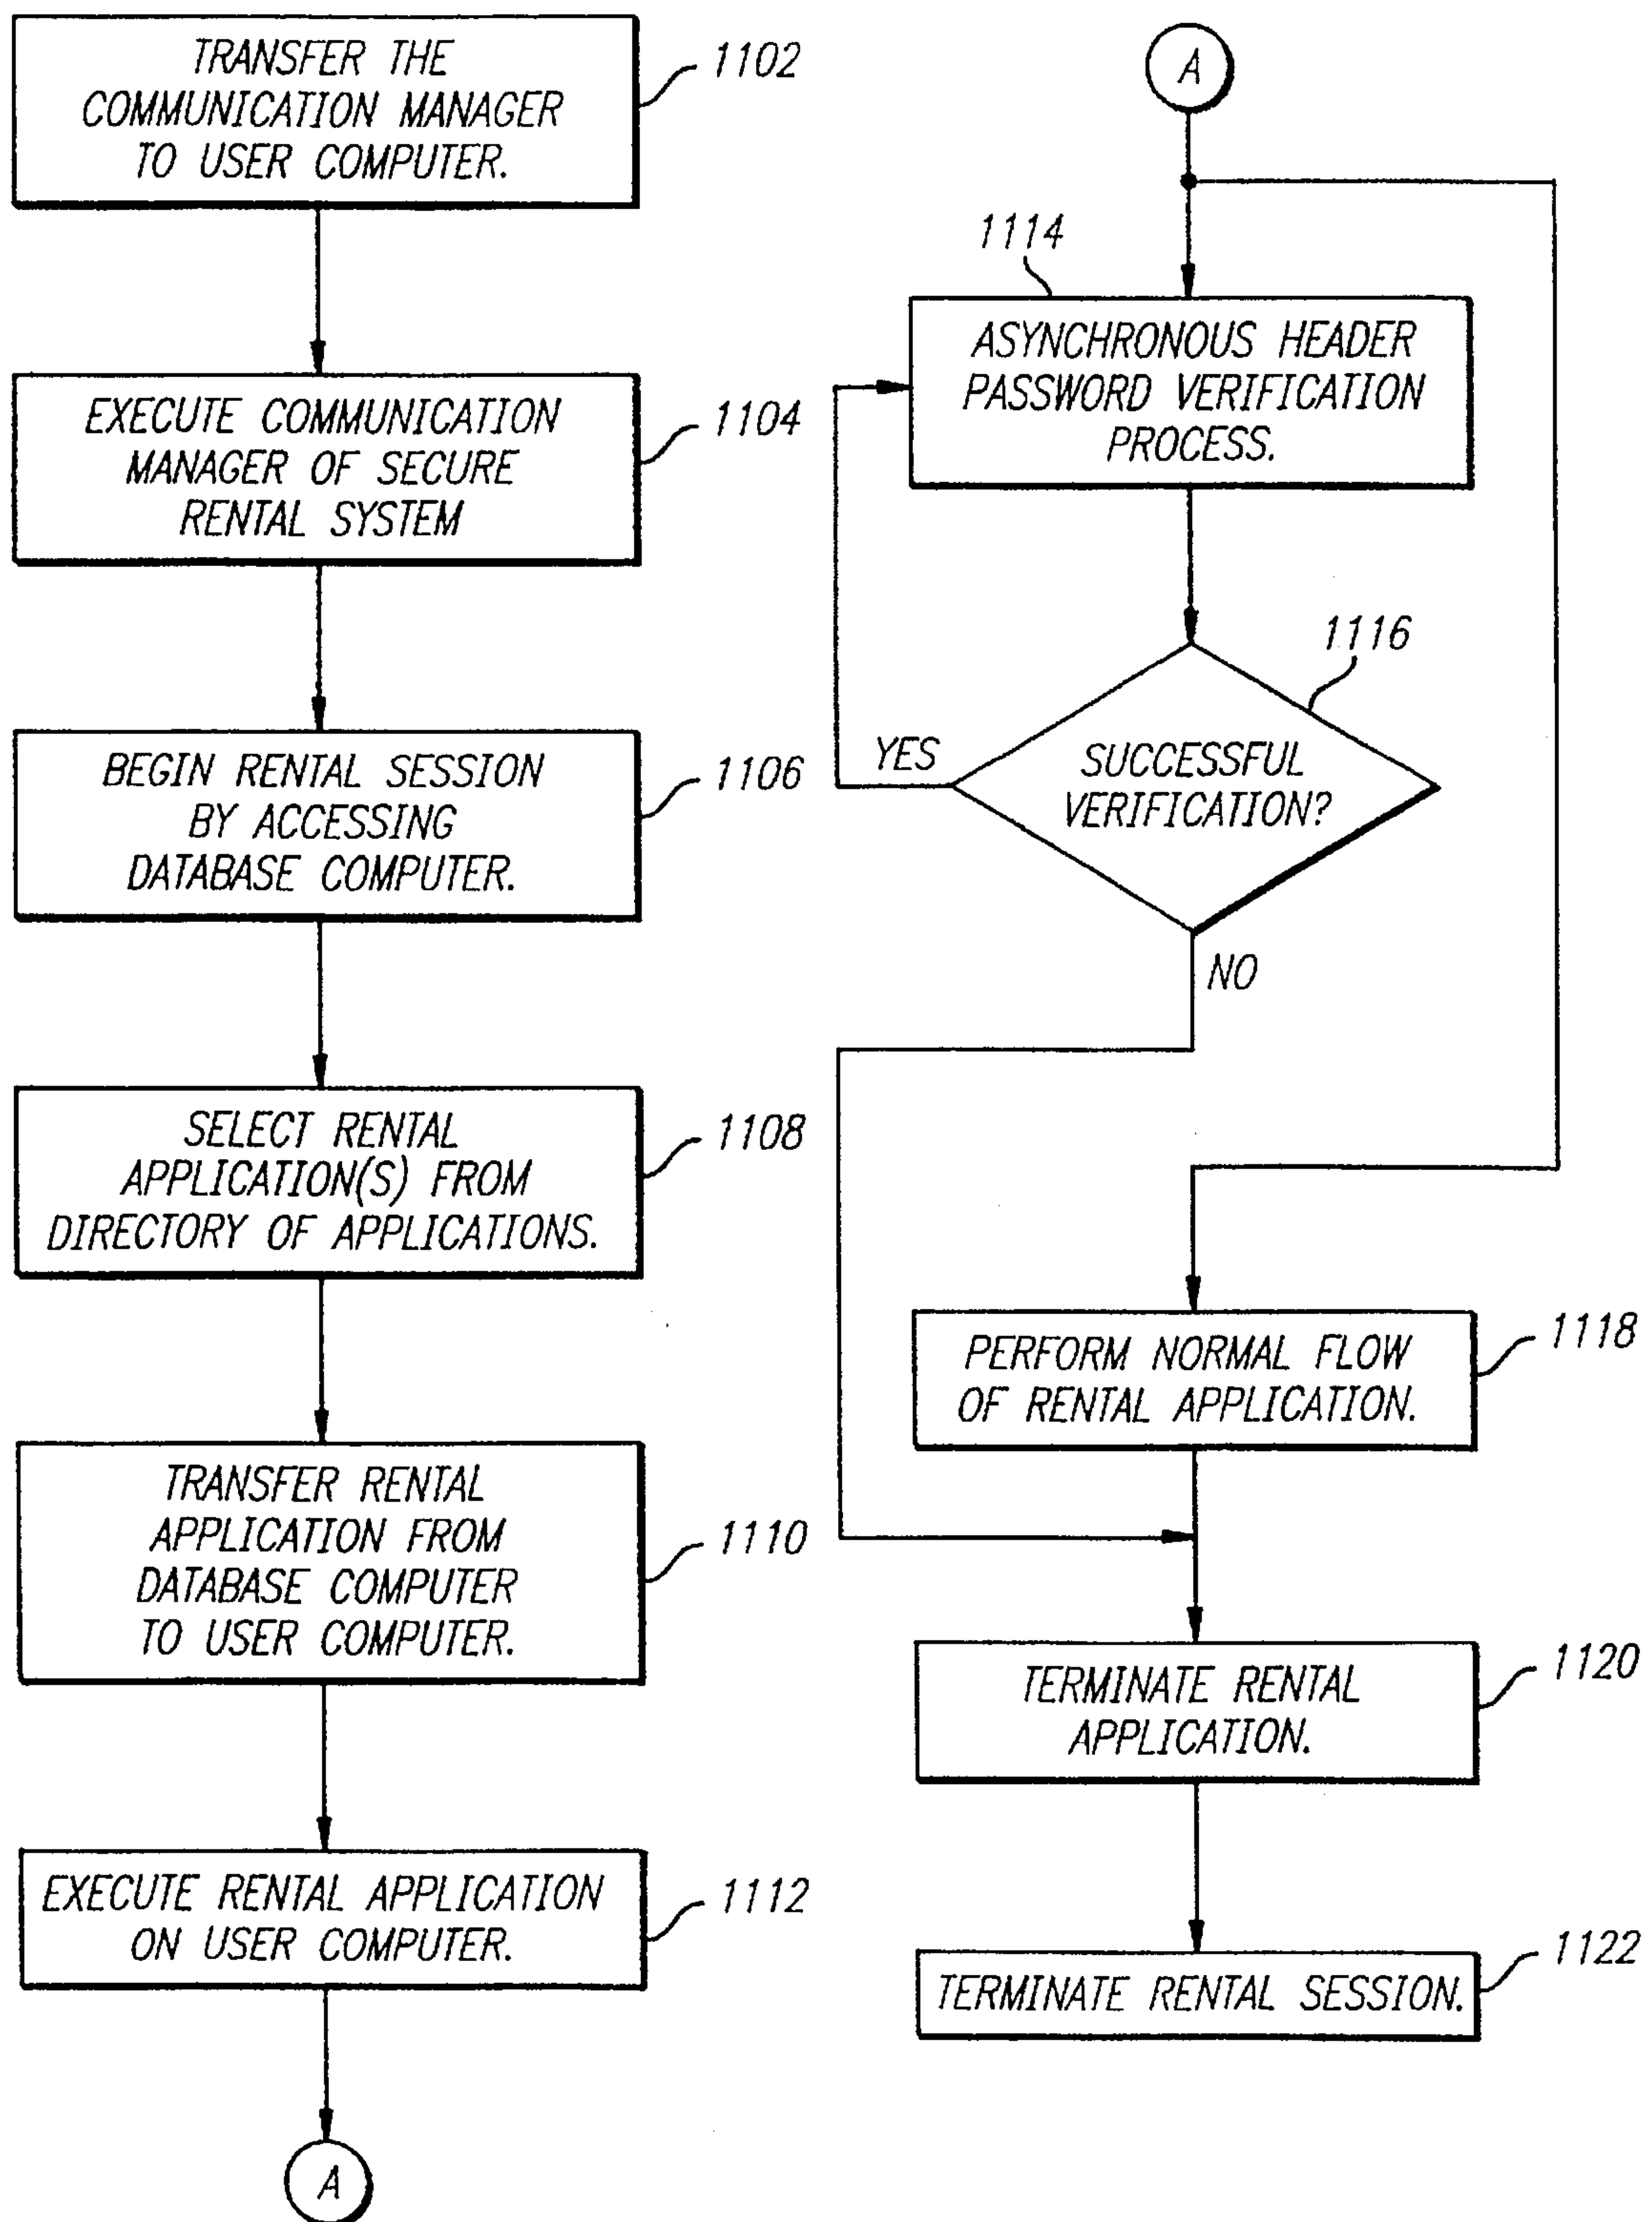 TRANSFER THE
COMMUNICATION MANAGER
TO USER COMPUTER.
1102
EXECUTE COMMUNICATION
MANAGER OF SECURE
RENTAL SYSTEM
1104
BEGIN RENTAL SESSION
BY ACCESSING
DATABASE COMPUTER.
1106
SELECT RENTAL
APPLICATION(S) FROM
DIRECTORY OF APPLICATIONS.
1108
TRANSFER RENTAL
APPLICATION FROM
DATABASE COMPUTER
TO USER COMPUTER.
1110
EXECUTE RENTAL APPLICATION
ON USER COMPUTER.
1112
A
A
1114
ASYNCHRONOUS HEADER
PASSWORD VERIFICATION
PROCESS.
1116
SUCCESSFUL
VERIFICATION?
YES
NO
PERFORM NORMAL FLOW
OF RENTAL APPLICATION.
1118
TERMINATE RENTAL
APPLICATION.
1120
TERMINATE RENTAL SESSION.
1122